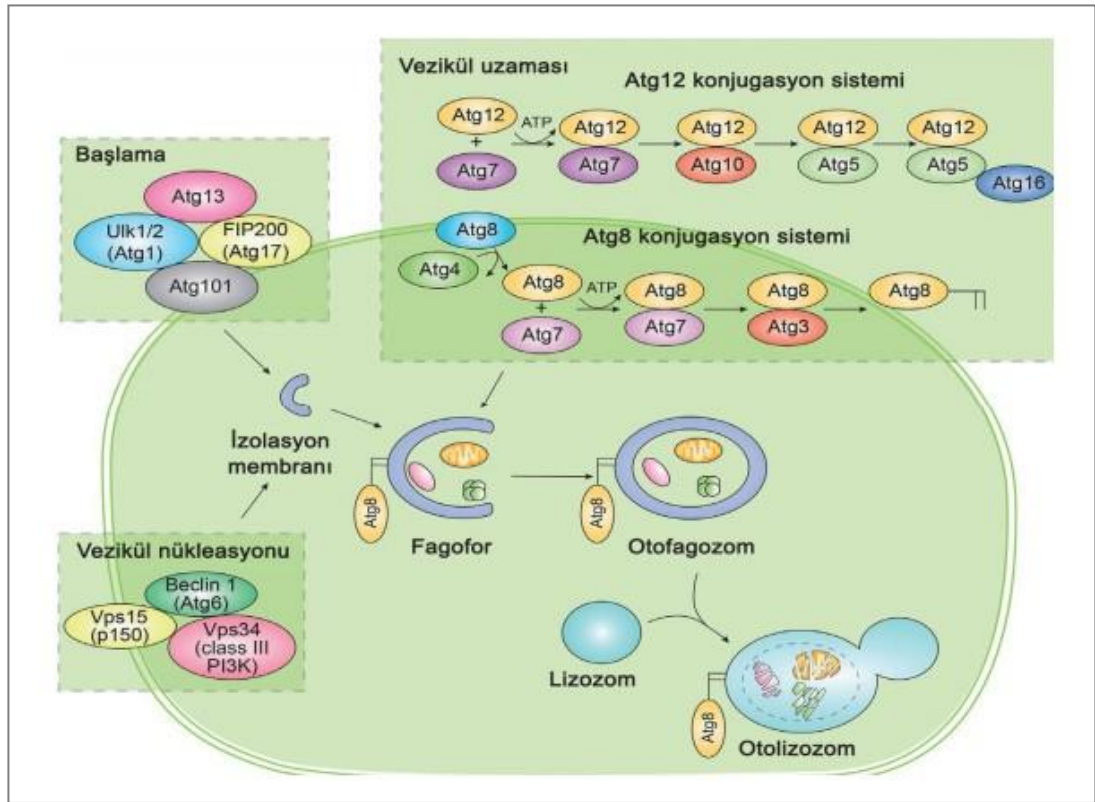 Vezikül uzaması
Atg12 konjugasyon sistemi
Atg12
+
Atg7
ATP
Atg12
Atg7
Atg12
Atg10
Atg12
Atg5
Atg12
Atg5
Atg16
Başlama
Atg13
Ulk1/2
(Atg1)
FIP200
(Atg17)
Atg101
Atg8 konjugasyon sistemi
Atg8
Atg4
Atg8
+
Atg7
ATP
Atg8
Atg7
Atg8
Atg3
Atg8
İzolasyon
membranı
Atg8
Fagofor
Atg8
Otofagozom
Vezikül nükleasyonu
Beclin 1
(Atg6)
Vps15
(p150)
Vps34
(class III
PI3K)
Lizozom
Atg8
Otolizozom